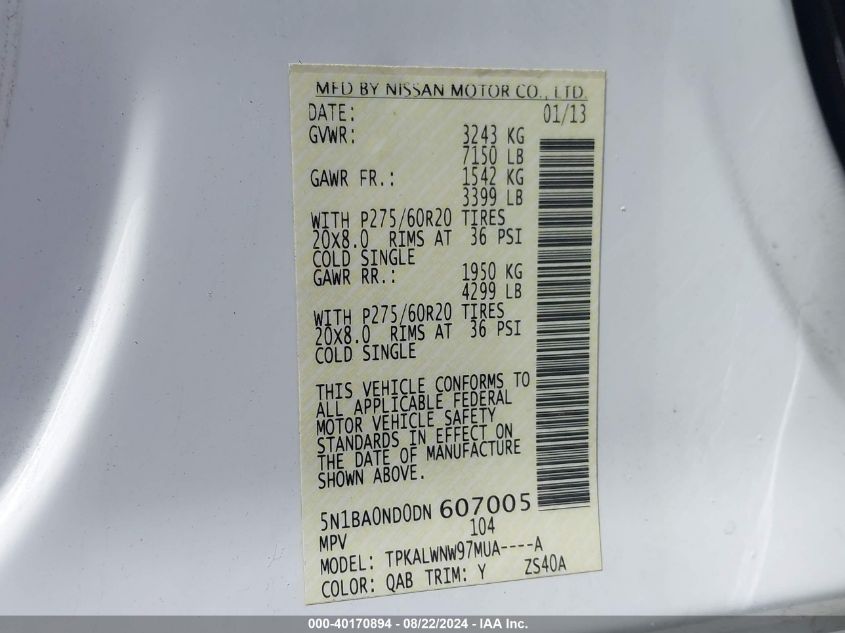 MFD BY NISSAN MOTOR CO., LTD.
DATE: 01/13
GVWR: 3243 KG
7150 LB
GAWR FR.: 1542 KG
3399 LB
WITH P275/60R20 TIRES
20X8.0 RIMS AT 36 PSI
COLD SINGLE
GAWR RR.: 1950 KG
4299 LB
WITH P275/60R20 TIRES
20X8.0 RIMS AT 36 PSI
COLD SINGLE
THIS VEHICLE CONFORMS TO
ALL APPLICABLE FEDERAL
MOTOR VEHICLE SAFETY
STANDARDS IN EFFECT ON
THE DATE OF MANUFACTURE
SHOWN ABOVE.
5N1BA0ND0DN 607005
MPV 104
MODEL: TPKALWNW97MUA----A
COLOR: QAB TRIM: Y ZS40A
000-40170894 - 08/22/2024 - IAA Inc.